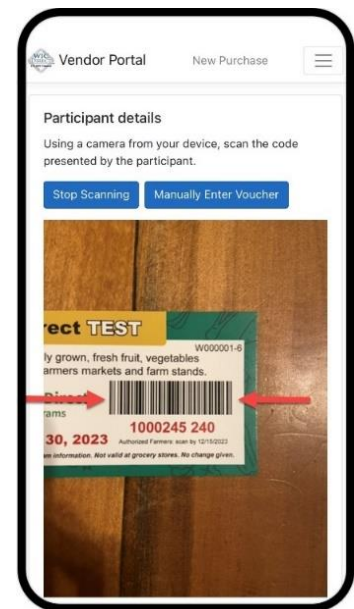 WIC
Vendor Portal
New Purchase
Participant details
Using a camera from your device, scan the code
presented by the participant.
Stop Scanning
Manually Enter Voucher
rect TEST
W000001-6
ly grown, fresh fruit, vegetables
armers markets and farm stands.
Direct
rams
1000245 240
30, 2023
Authorized Farmers: scan by 12/15/2023
information. Not valid at grocery stores. No change given.